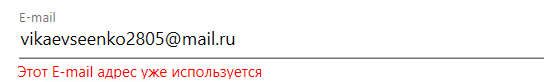 E-mail
vikaevseenko2805@mail.ru
Этот E-mail адрес уже используется